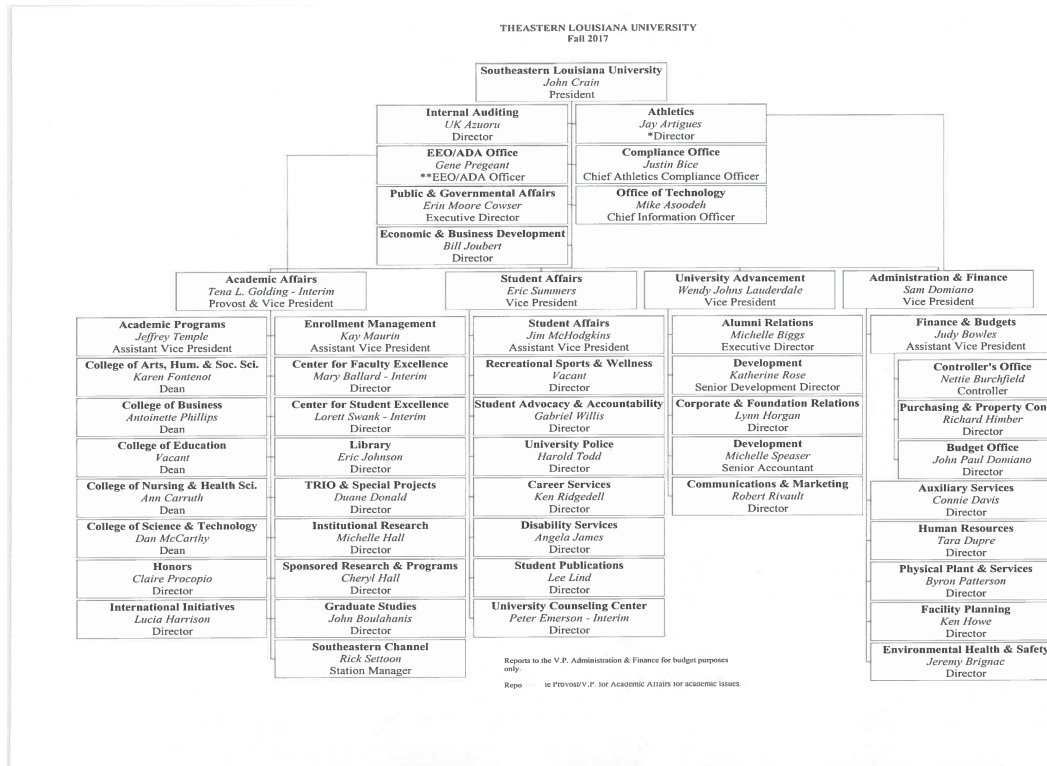 THEASTERN LOUISIANA UNIVERSITY
Fall 2017
Southeastern Louisiana University
John Crain
President
Internal Auditing
UK Azuoru
Director
Athletics
Jay Artigues
*Director
EEO/ADA Office
Gene Pregeant
**EEO/ADA Officer
Compliance Office
Justin Bice
Chief Athletics Compliance Officer
Public & Governmental Affairs
Erin Moore Cowser
Executive Director
Office of Technology
Mike Asoodeh
Chief Information Officer
Economic & Business Development
Bill Joubert
Director
Academic Affairs
Tena L. Golding - Interim
Provost & Vice President
Student Affairs
Eric Summers
Vice President
University Advancement
Wendy Johns Lauderdale
Vice President
Administration & Finance
Sam Domiano
Vice President
Academic Programs
Jeffrey Temple
Assistant Vice President
College of Arts, Hum. & Soc. Sci.
Karen Fontenot
Dean
College of Business
Antoinette Phillips
Dean
College of Education
Vacant
Dean
College of Nursing & Health Sci.
Ann Carruth
Dean
College of Science & Technology
Dan McCarthy
Dean
Honors
Claire Procopio
Director
International Initiatives
Lucia Harrison
Director
Enrollment Management
Kay Maurin
Assistant Vice President
Center for Faculty Excellence
Mary Ballard - Interim
Director
Center for Student Excellence
Lorett Swank - Interim
Director
Library
Eric Johnson
Director
TRIO & Special Projects
Duane Donald
Director
Institutional Research
Michelle Hall
Director
Sponsored Research & Programs
Cheryl Hall
Director
Graduate Studies
John Boulahanis
Director
Southeastern Channel
Rick Settoon
Station Manager
Student Affairs
Jim McHodgkins
Assistant Vice President
Recreational Sports & Wellness
Vacant
Director
Student Advocacy & Accountability
Gabriel Willis
Director
University Police
Harold Todd
Director
Career Services
Ken Ridgedell
Director
Disability Services
Angela James
Director
Student Publications
Lee Lind
Director
University Counseling Center
Peter Emerson - Interim
Director
Alumni Relations
Michelle Biggs
Executive Director
Development
Katherine Rose
Senior Development Director
Corporate & Foundation Relations
Lynn Horgan
Director
Development
Michelle Speaser
Senior Accountant
Communications & Marketing
Robert Rivault
Director
Finance & Budgets
Judy Bowles
Assistant Vice President
Controller's Office
Nettie Burchfield
Controller
Purchasing & Property Con
Richard Himber
Director
Budget Office
John Paul Domiano
Director
Auxiliary Services
Connie Davis
Director
Human Resources
Tara Dupre
Director
Physical Plant & Services
Byron Patterson
Director
Facility Planning
Ken Howe
Director
Environmental Health & Safety
Jeremy Brignac
Director
Reports to the V.P. Administration & Finance for budget purposes
only.
Repo le Provost/V.P. for Academic Affairs for academic issues.